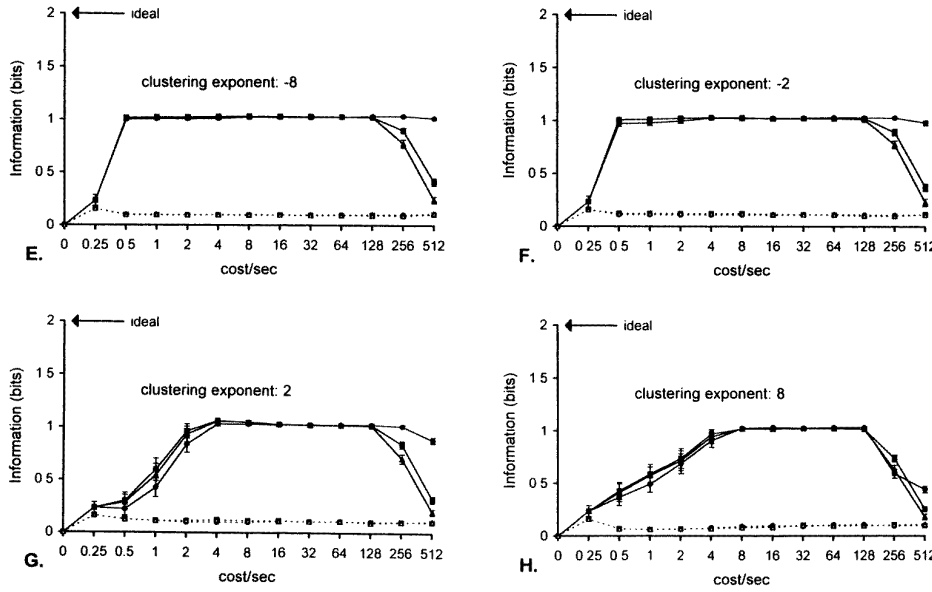 ideal
2
1 5
1
0 5
0
Information (bits)
clustering exponent: -8
0 0.25 0 5 1 2 4 8 16 32 64 128 256 512
E.
cost/sec
ideal
2
1 5
1
0 5
0
Information (bits)
clustering exponent: -2
0 0 25 0 5 1 2 4 8 16 32 64 128 256 512
F.
cost/sec
ideal
2
1 5
1
0 5
0
Information (bits)
clustering exponent: 2
0 0.25 0.5 1 2 4 8 16 32 64 128 256 512
G.
cost/sec
ideal
2
1 5
1
0 5
0
Information (bits)
clustering exponent: 8
0 0 25 0 5 1 2 4 8 16 32 64 128 256 512
H.
cost/sec